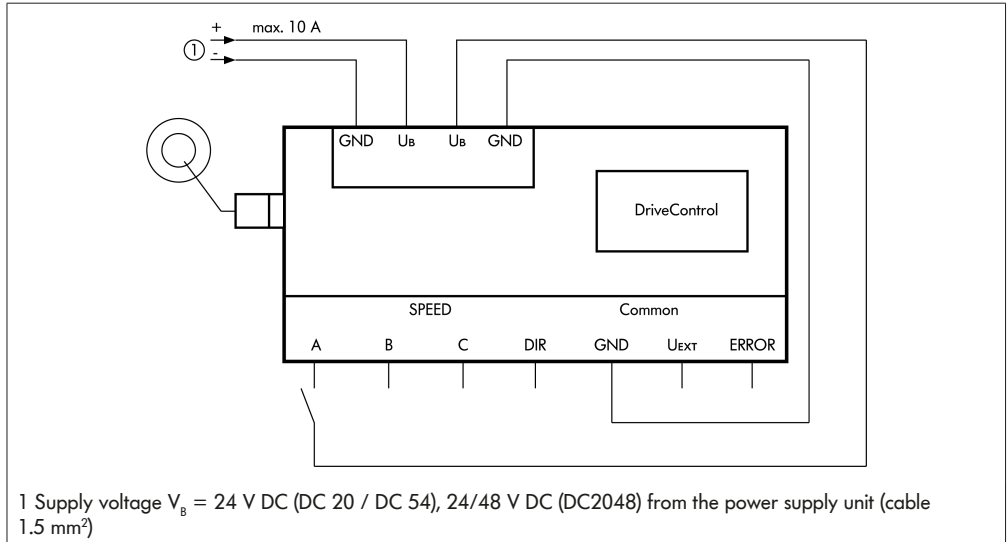 + max. 10 A
1 -
GND UB UB GND
DriveControl
SPEED Common
A B C DIR GND UEXT ERROR
1 Supply voltage VB = 24 V DC (DC 20 / DC 54), 24/48 V DC (DC2048) from the power supply unit (cable
1.5 mm²)